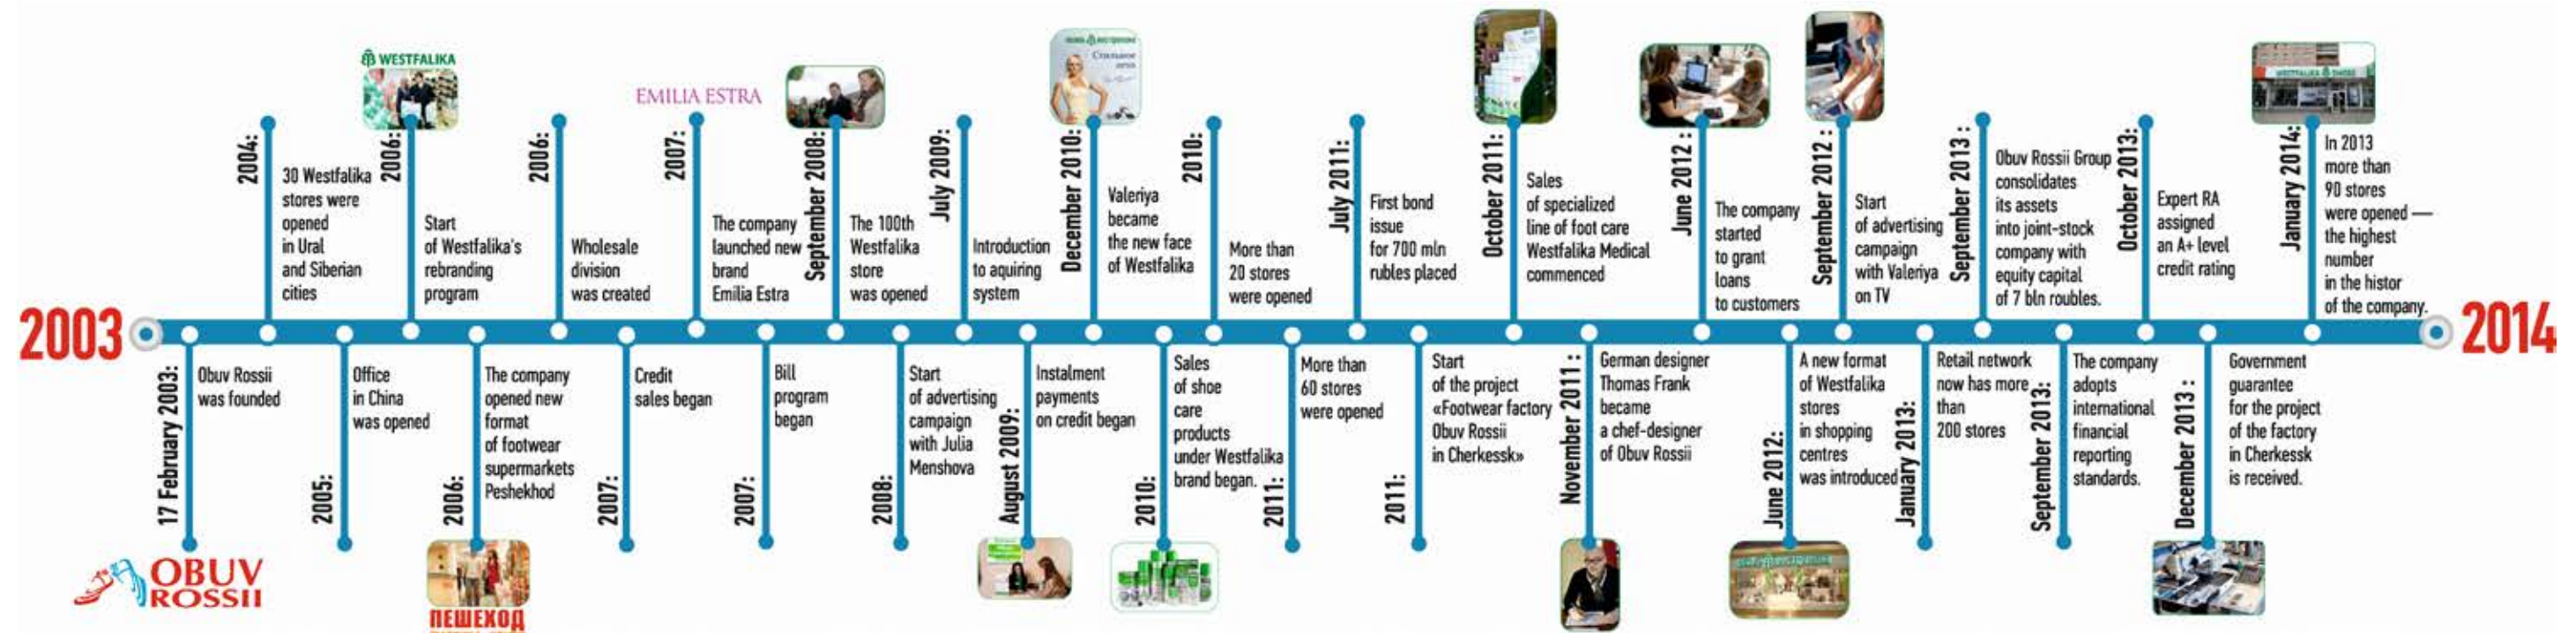 2003
17 February 2003:
Obuv Rossii
was founded
OBUV
ROSSII
2004:
30 Westfalika
stores were
opened
in Ural
and Siberian
cities
2005:
Office
in China
was opened
WESTFALIKA
2006:
Start
of Westfalika's
rebranding
program
2006:
The company
opened new
format
of footwear
supermarkets
Peshekhod
ПЕШЕХОД
2006:
Wholesale
division
was created
2007:
Credit
sales began
EMILIA ESTRA
2007:
The company
launched new
brand
Emilia Estra
2007:
Bill
program
began
September 2008:
The 100th
Westfalika
store
was opened
2008:
Start
of advertising
campaign
with Julia
Menshova
July 2009:
Introduction
to aquiring
system
August 2009:
Instalment
payments
on credit began
Стильное
лето
December 2010:
Valeriya
became
the new face
of Westfalika
2010:
Sales
of shoe
care
products
under Westfalika
brand began.
2010:
More than
20 stores
were opened
2011:
More than
60 stores
were opened
July 2011:
First bond
issue
for 700 mln
rubles placed
2011:
Start
of the project
«Footwear factory
Obuv Rossii
in Cherkessk»
October 2011:
Sales
of specialized
line of foot care
Westfalika Medical
commenced
November 2011 :
German designer
Thomas Frank
became
a chef-designer
of Obuv Rossii
June 2012 :
The company
started
to grant
loans
to customers
June 2012:
A new format
of Westfalika
stores
in shopping
centres
was introduced
September 2012 :
Start
of advertising
campaign
with Valeriya
on TV
January 2013:
Retail network
now has more
than
200 stores
September 2013 :
Obuv Rossii Group
consolidates
its assets
into joint-stock
company with
equity capital
of 7 bln roubles.
September 2013:
The company
adopts
international
financial
reporting
standards.
October 2013:
Expert RA
assigned
an A+ level
credit rating
December 2013 :
Government
guarantee
for the project
of the factory
in Cherkessk
is received.
WESTFALIKA SHOES
January 2014:
In 2013
more than
90 stores
were opened —
the highest
number
in the histor
of the company.
2014